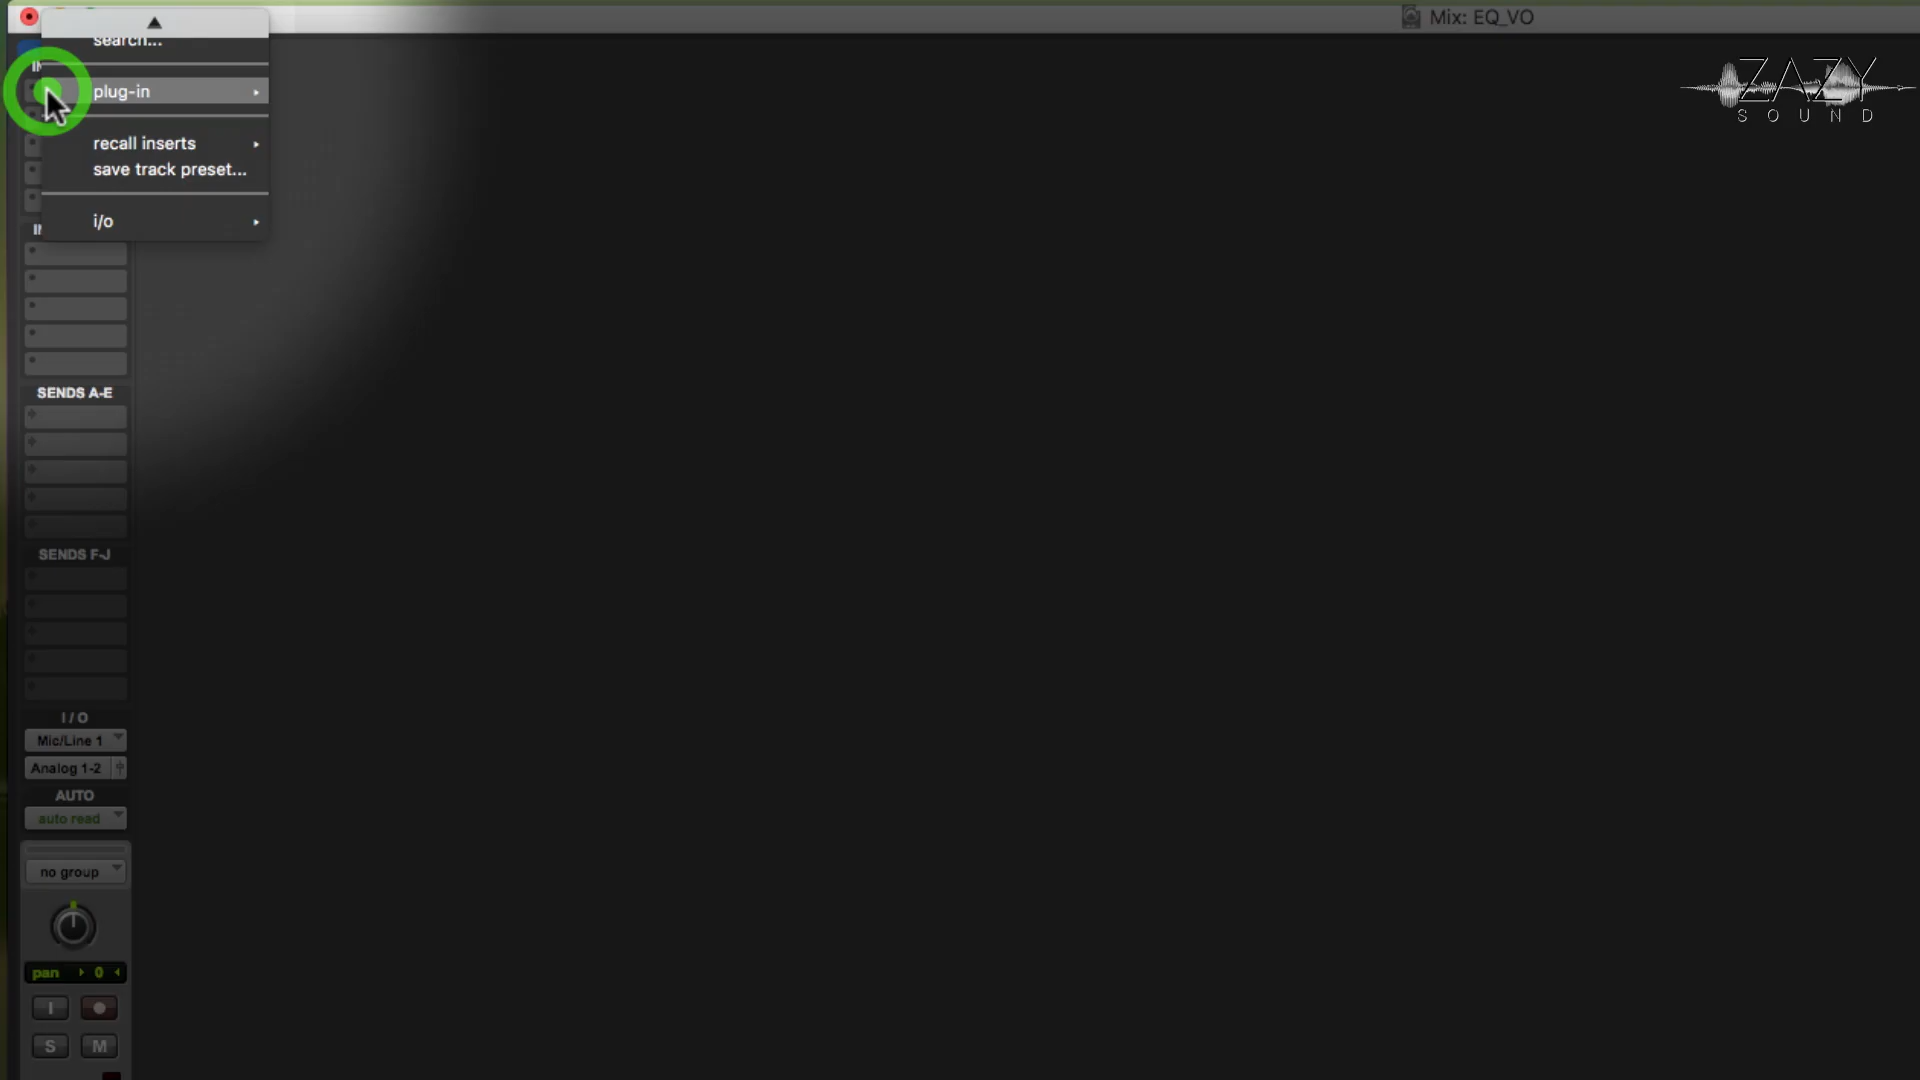 Mix: EQ_VO
ZAZY
SOUND
search...
plug-in
recall inserts
save track preset...
i/o
SENDS A-E
SENDS F-J
I / O
Mic/Line 1
Analog 1-2
AUTO
auto read
no group
pan 0
I
S M